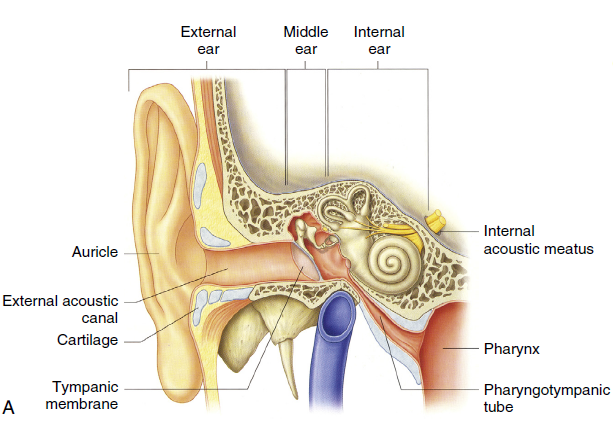 External
ear
Middle
ear
Internal
ear
Auricle
External acoustic
canal
Cartilage
Tympanic
membrane
Internal
acoustic meatus
Pharynx
Pharyngotympanic
tube
A